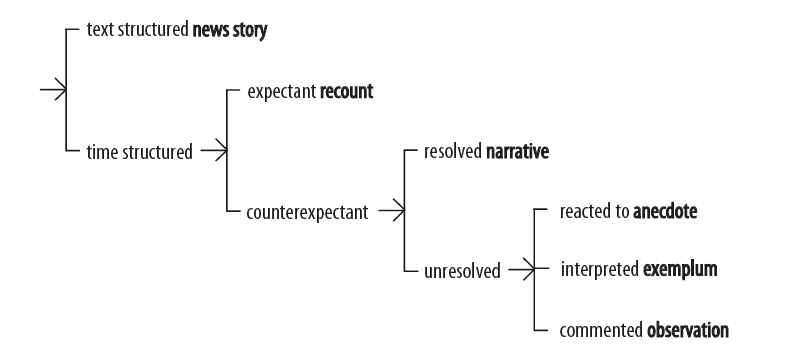 text structured news story
expectant recount
time structured
resolved narrative
counterexpectant
reacted to anecdote
unresolved
interpreted exemplum
commented observation